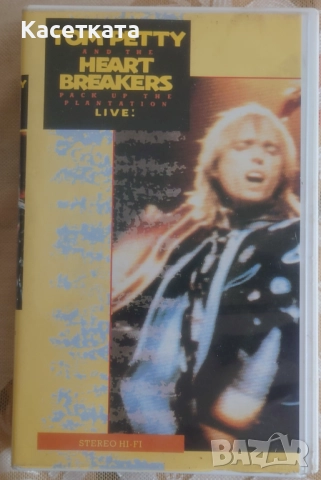 Касетката
TOM PETTY
AND THE
HEART
BREAKERS
PACK UP THE
PLANTATION
LIVE!
STEREO HI-FI
BAZAR